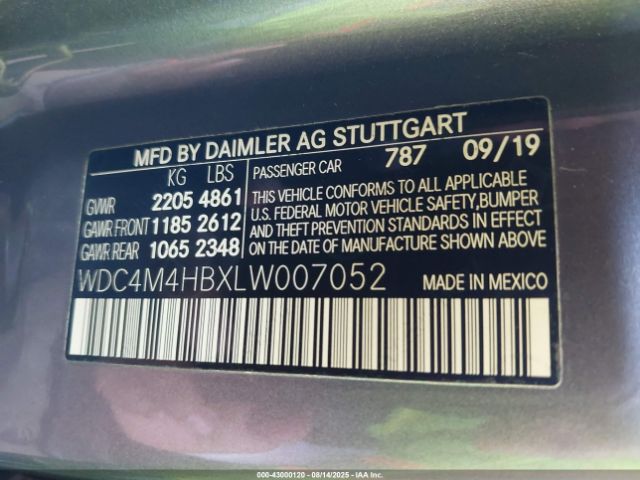 MFD BY DAIMLER AG STUTTGART
KG LBS
GVWR 2205 4861
GAWR FRONT 1185 2612
GAWR REAR 1065 2348
PASSENGER CAR 787 09/19
THIS VEHICLE CONFORMS TO ALL APPLICABLE
U.S. FEDERAL MOTOR VEHICLE SAFETY,BUMPER
AND THEFT PREVENTION STANDARDS IN EFFECT
ON THE DATE OF MANUFACTURE SHOWN ABOVE.
WDC4M4HBXLW007052 MADE IN MEXICO
000-43000120 - 08/14/2025 - IAAI, Inc.